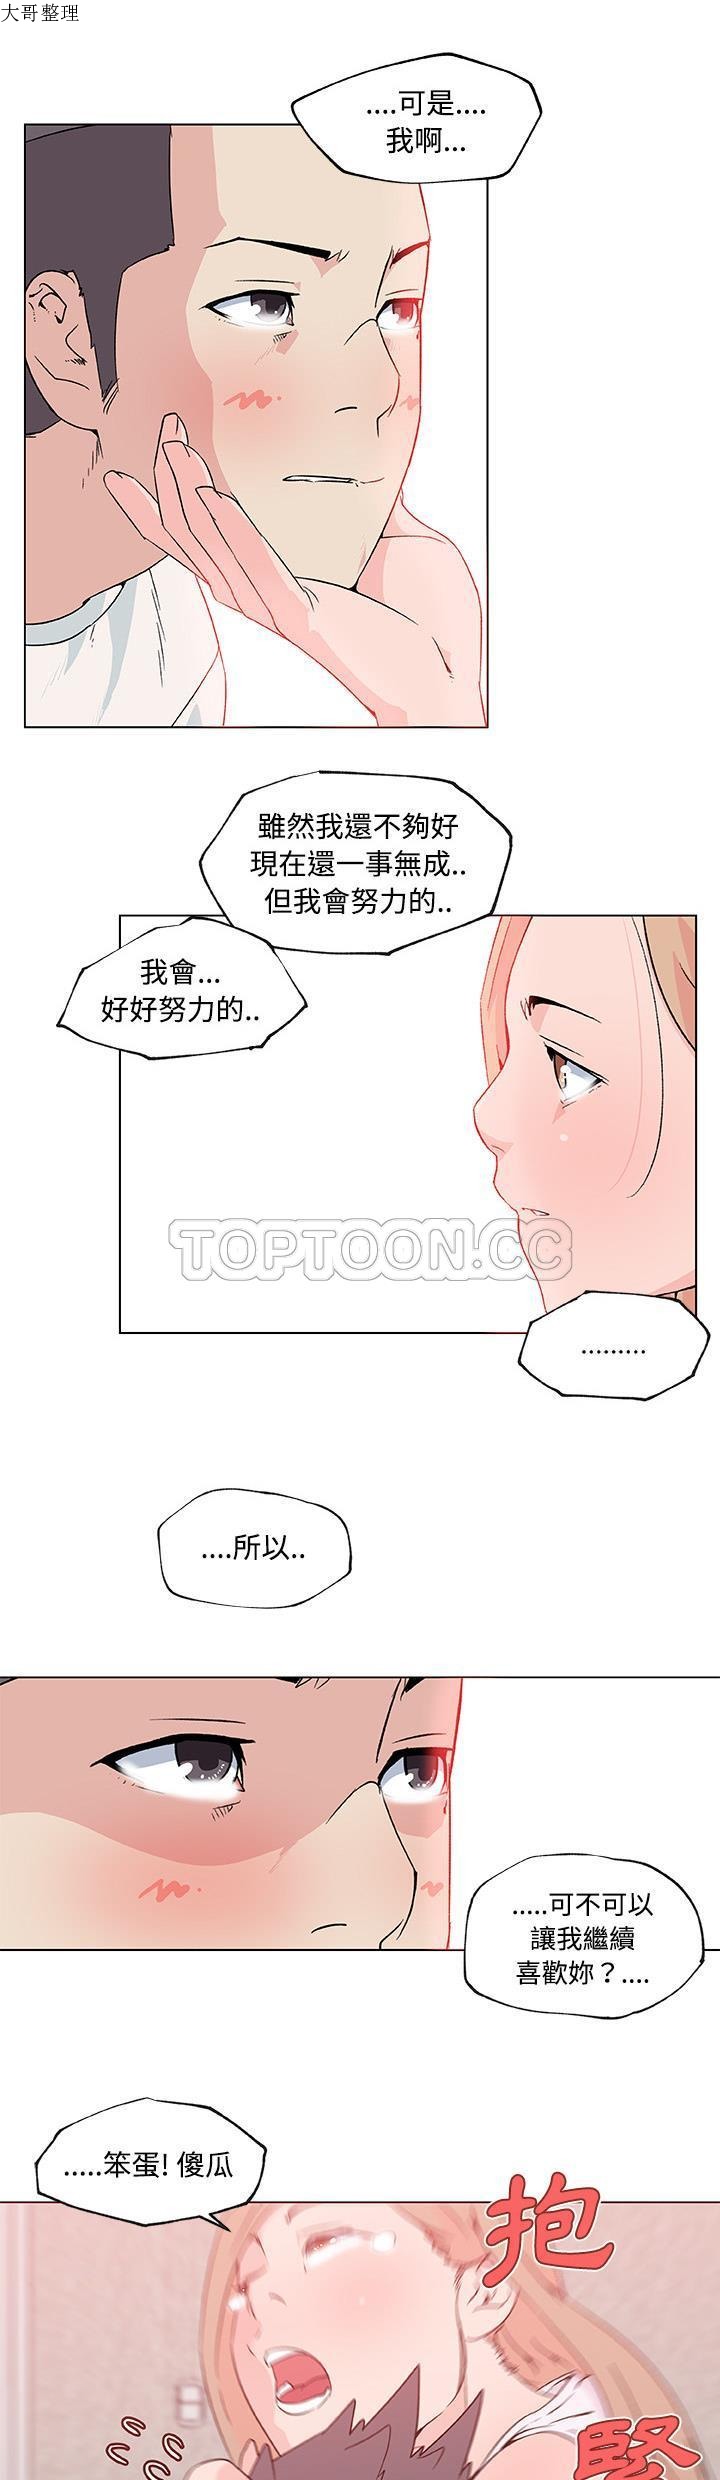 大哥整理
....可是....
我啊...
雖然我還不夠好
現在還一事無成..
但我會努力的..
我會...
好好努力的..
TOPTOON.CC
.........
....所以..
.....可不可以
讓我繼續
喜歡妳？....
.....笨蛋! 傻瓜
抱
緊